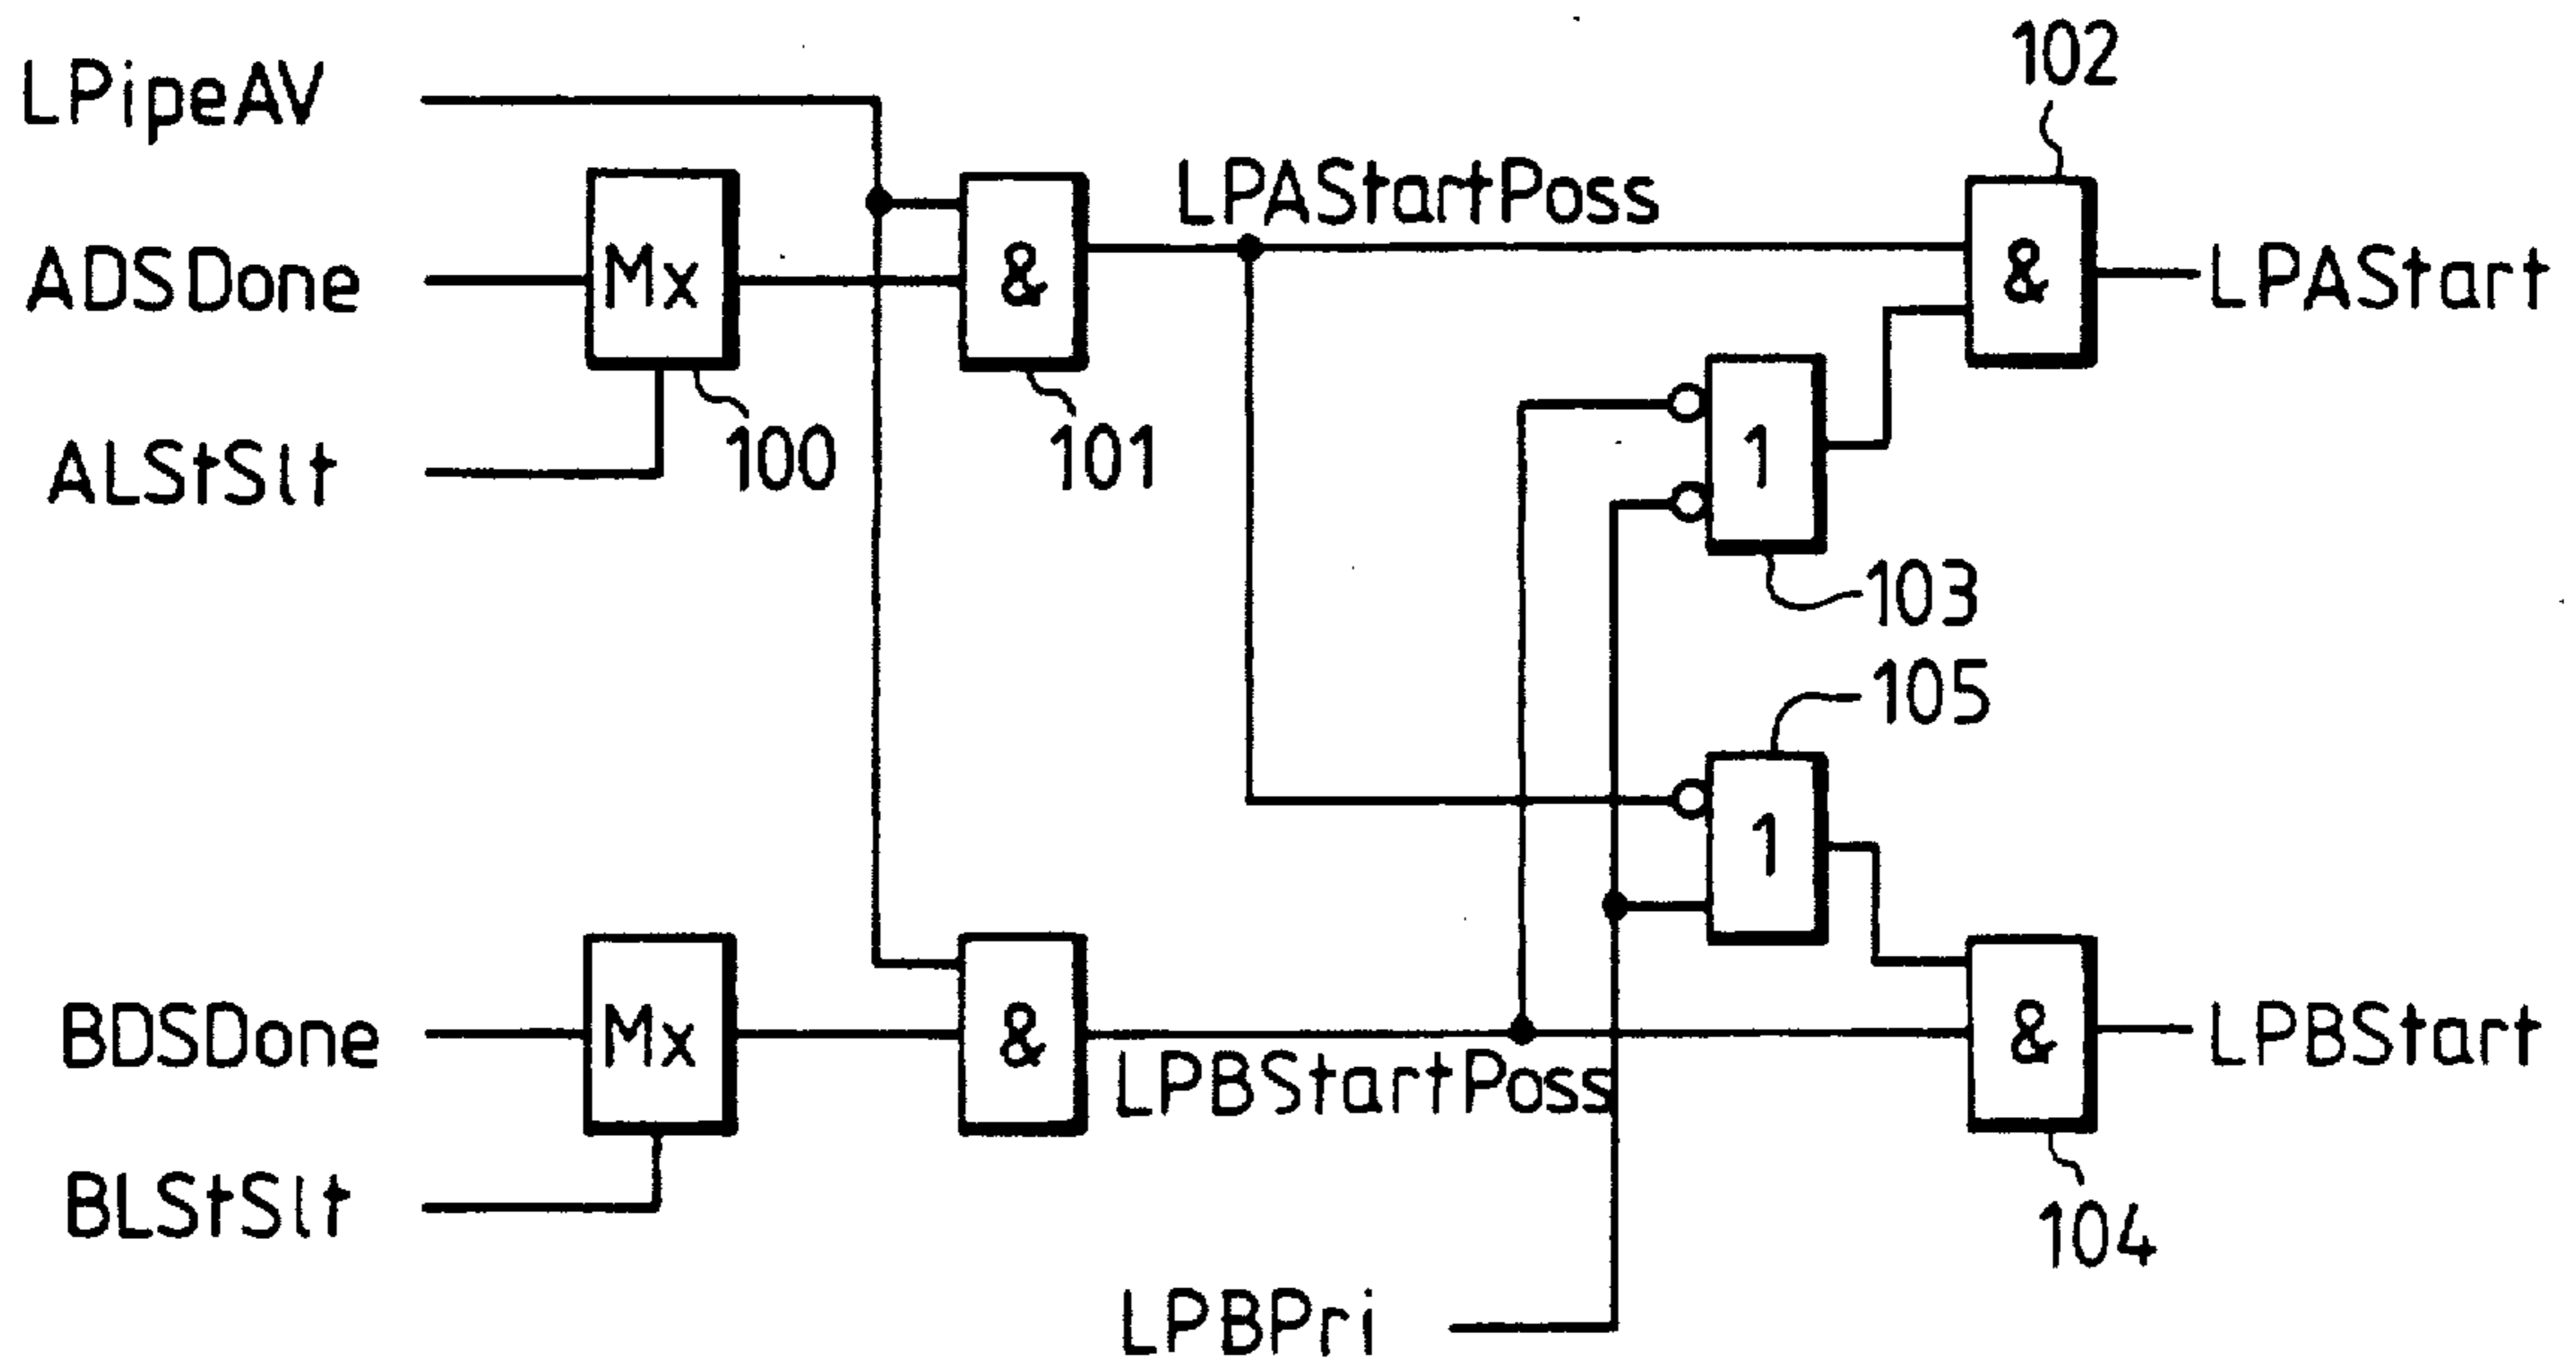 102
LPipeAV
LPAStartPoss
Mx
&
&
ADSDone
LPAStart
ALStSlt
100
101
1
103
105
1
BDSDone
Mx
&
&
LPBStart
LPBStartPoss
BLStSlt
104
LPBPri